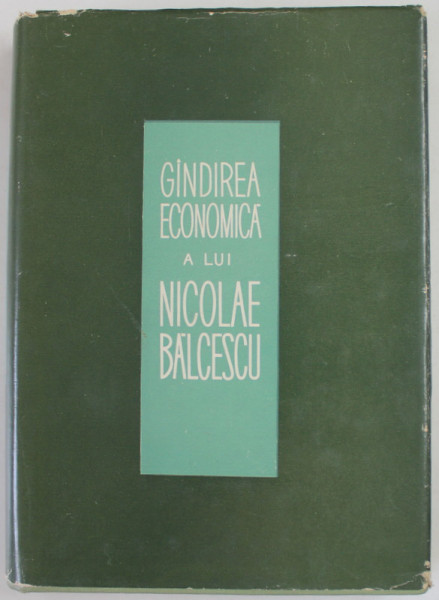 GÎNDIREA
ECONOMICĂ
A LUI
NICOLAE
BĂLCESCU